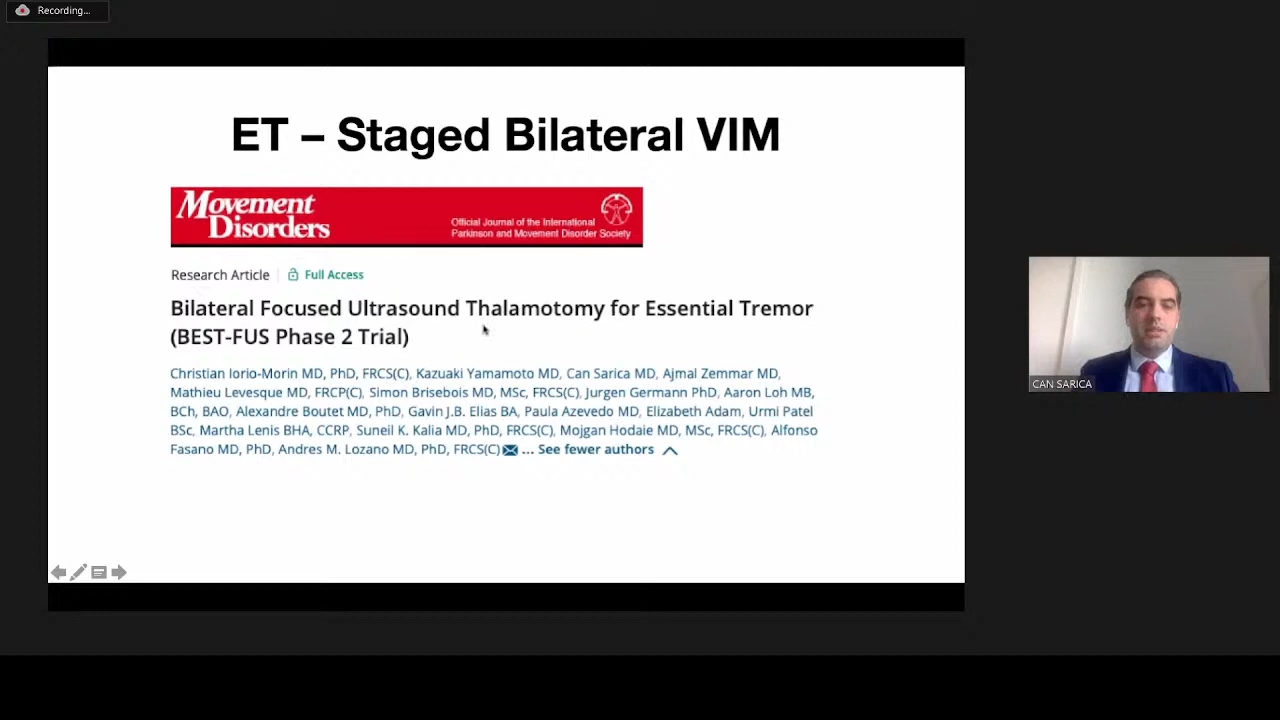 Recording...
ET – Staged Bilateral VIM
Movement
Disorders
Official Journal of the International
Parkinson and Movement Disorder Society
Research Article
Full Access
Bilateral Focused Ultrasound Thalamotomy for Essential Tremor
(BEST-FUS Phase 2 Trial)
Christian Iorio-Morin MD, PhD, FRCS(C), Kazuaki Yamamoto MD, Can Sarica MD, Ajmal Zemmar MD,
Mathieu Levesque MD, FRCP(C), Simon Brisebois MD, MSc, FRCS(C), Jurgen Germann PhD, Aaron Loh MB,
BCh, BAO, Alexandre Boutet MD, PhD, Gavin J.B. Elias BA, Paula Azevedo MD, Elizabeth Adam, Urmi Patel
BSc, Martha Lenis BHA, CCRP, Suneil K. Kalia MD, PhD, FRCS(C), Mojgan Hodaie MD, MSc, FRCS(C), Alfonso
Fasano MD, PhD, Andres M. Lozano MD, PhD, FRCS(C) ... See fewer authors
CAN SARICA